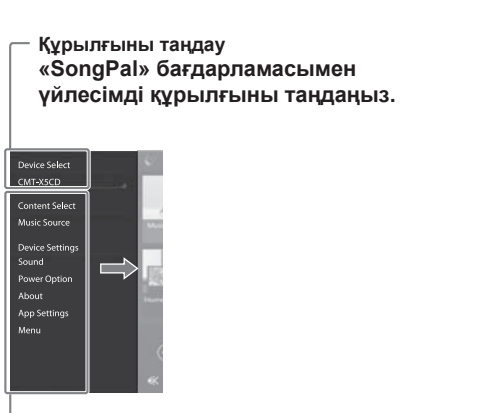 Құрылғыны таңдау
«SongPal» бағдарламасымен
үйлесімді құрылғыны таңдаңыз.
Device Select
CMT-X5CD
Content Select
Music Source
Device Settings
Sound
Power Option
About
App Settings
Menu